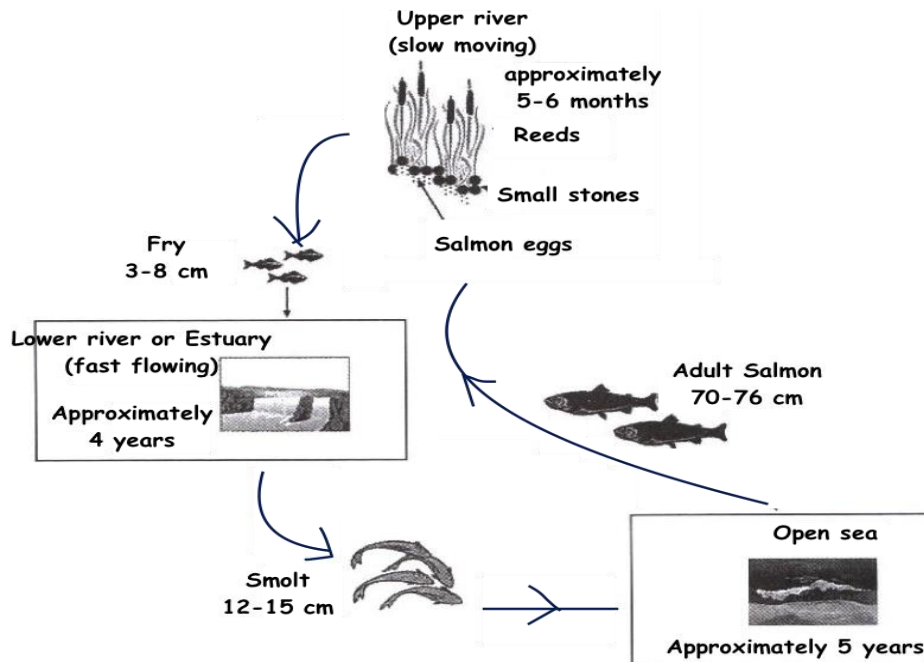 Upper river
(slow moving)
approximately
5-6 months
Reeds
Small stones
Salmon eggs
Fry
3-8 cm
Lower river or Estuary
(fast flowing)
Approximately
4 years
Smolt
12-15 cm
Adult Salmon
70-76 cm
Open sea
Approximately 5 years